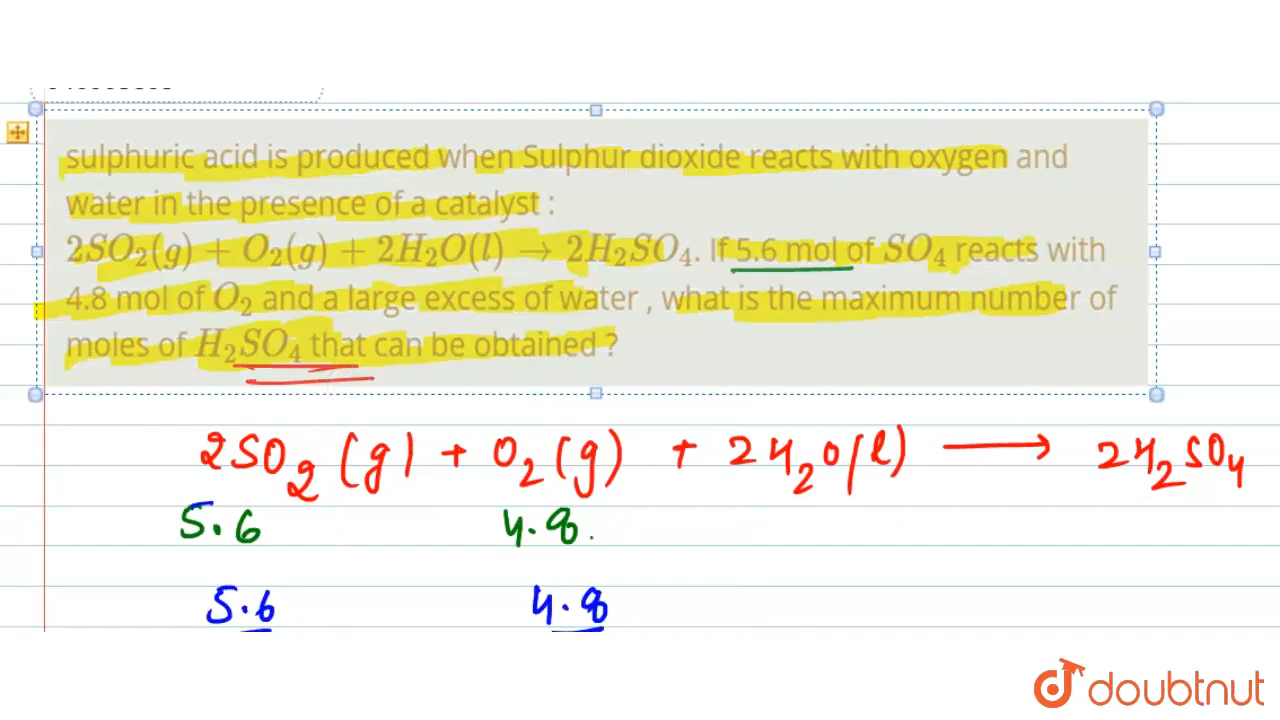 sulphuric acid is produced when Sulphur dioxide reacts with oxygen and
water in the presence of a catalyst :
2SO₂(g) + O₂(g) + 2H₂O(l) → 2H₂SO₄. If 5.6 mol of SO₄ reacts with
4.8 mol of O₂ and a large excess of water , what is the maximum number of
moles of H₂SO₄ that can be obtained ?
2SO₂ (g) + O₂ (g) + 2H₂O(l) ⟶ 2H₂SO₄
5.6 4.8.
5.6 4.8
doubtnut